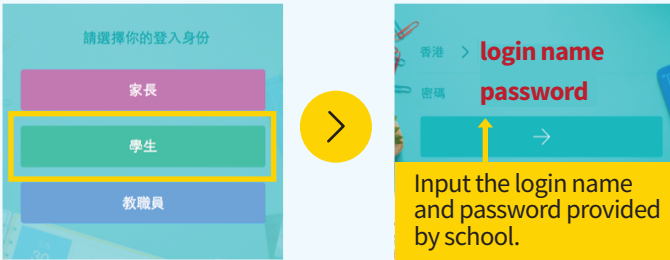 請選擇你的登入身份
家長
學生
教職員
香港 > login name
密碼 password
Input the login name
and password provided
by school.